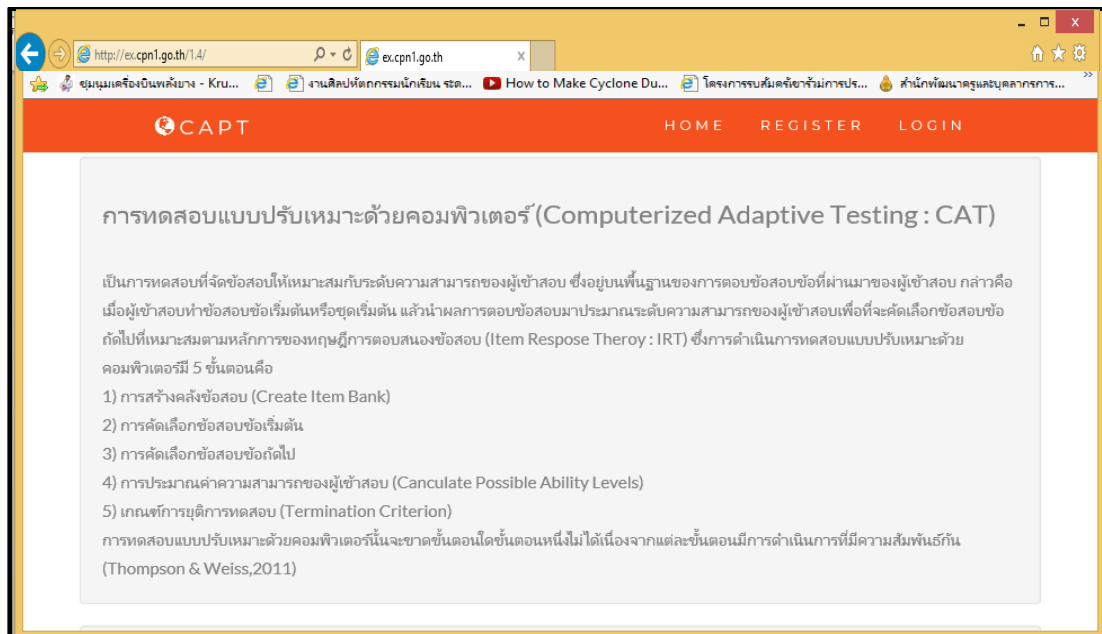 x
http://ex.cpn1.go.th/1.4/
ex.cpn1.go.th x
ชุมนุมเครื่องบินพลังยาง - Kru... งานศิลปหัตถกรรมนักเรียน ระด... How to Make Cyclone Du... โครงการรบสมัครเข้าร่วมการปร... สำนักพัฒนาครูและบุคลากรการ... »
CAPT HOME REGISTER LOGIN
การทดสอบแบบปรับเหมาะด้วยคอมพิวเตอร์ (Computerized Adaptive Testing : CAT)
เป็นการทดสอบที่จัดข้อสอบให้เหมาะสมกับระดับความสามารถของผู้เข้าสอบ ซึ่งอยู่บนพื้นฐานของการตอบข้อสอบข้อที่ผ่านมาของผู้เข้าสอบ กล่าวคือ
เมื่อผู้เข้าสอบทำข้อสอบข้อเริ่มต้นหรือชุดเริ่มต้น แล้วนำผลการตอบข้อสอบมาประมาณระดับความสามารถของผู้เข้าสอบเพื่อที่จะคัดเลือกข้อสอบข้อ
ถัดไปที่เหมาะสมตามหลักการของทฤษฎีการตอบสนองข้อสอบ (Item Respose Theroy : IRT) ซึ่งการดำเนินการทดสอบแบบปรับเหมาะด้วย
คอมพิวเตอร์มี 5 ขั้นตอนคือ
1) การสร้างคลังข้อสอบ (Create Item Bank)
2) การคัดเลือกข้อสอบข้อเริ่มต้น
3) การคัดเลือกข้อสอบข้อถัดไป
4) การประมาณค่าความสามารถของผู้เข้าสอบ (Canculate Possible Ability Levels)
5) เกณฑ์การยุติการทดสอบ (Termination Criterion)
การทดสอบแบบปรับเหมาะด้วยคอมพิวเตอร์นั้นจะขาดขั้นตอนใดขั้นตอนหนึ่งไม่ได้เนื่องจากแต่ละขั้นตอนมีการดำเนินการที่มีความสัมพันธ์กัน
(Thompson & Weiss,2011)